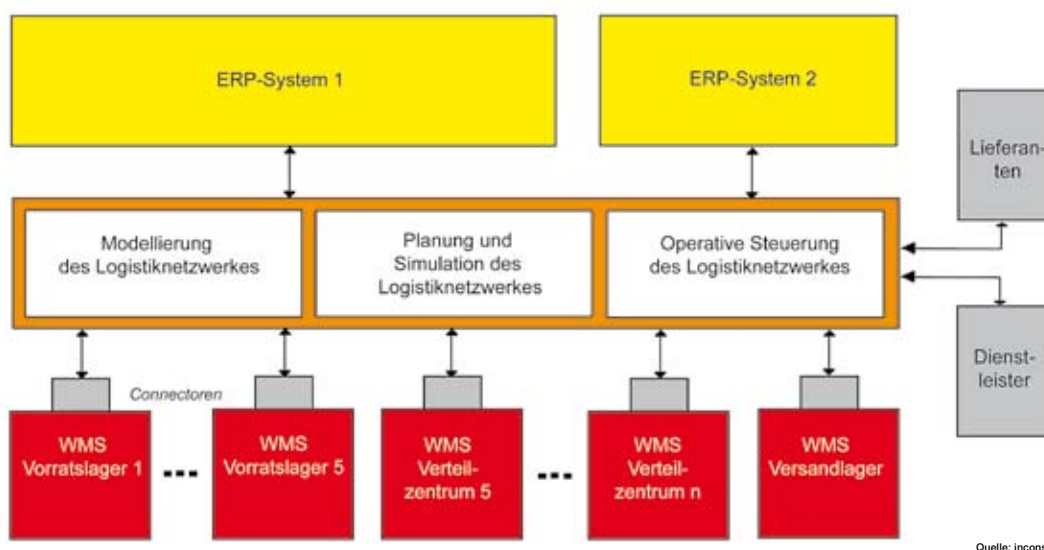 ERP-System 1
ERP-System 2
Lieferan-
ten
Modellierung
des Logistiknetzwerkes
Planung und
Simulation des
Logistiknetzwerkes
Operative Steuerung
des Logistiknetzwerkes
Dienst-
leister
Connectoren
WMS
Vorratslager 1
WMS
Vorratslager 5
WMS
Verteil-
zentrum 5
WMS
Verteil
zentrum n
WMS
Versandlager
Quelle: incons